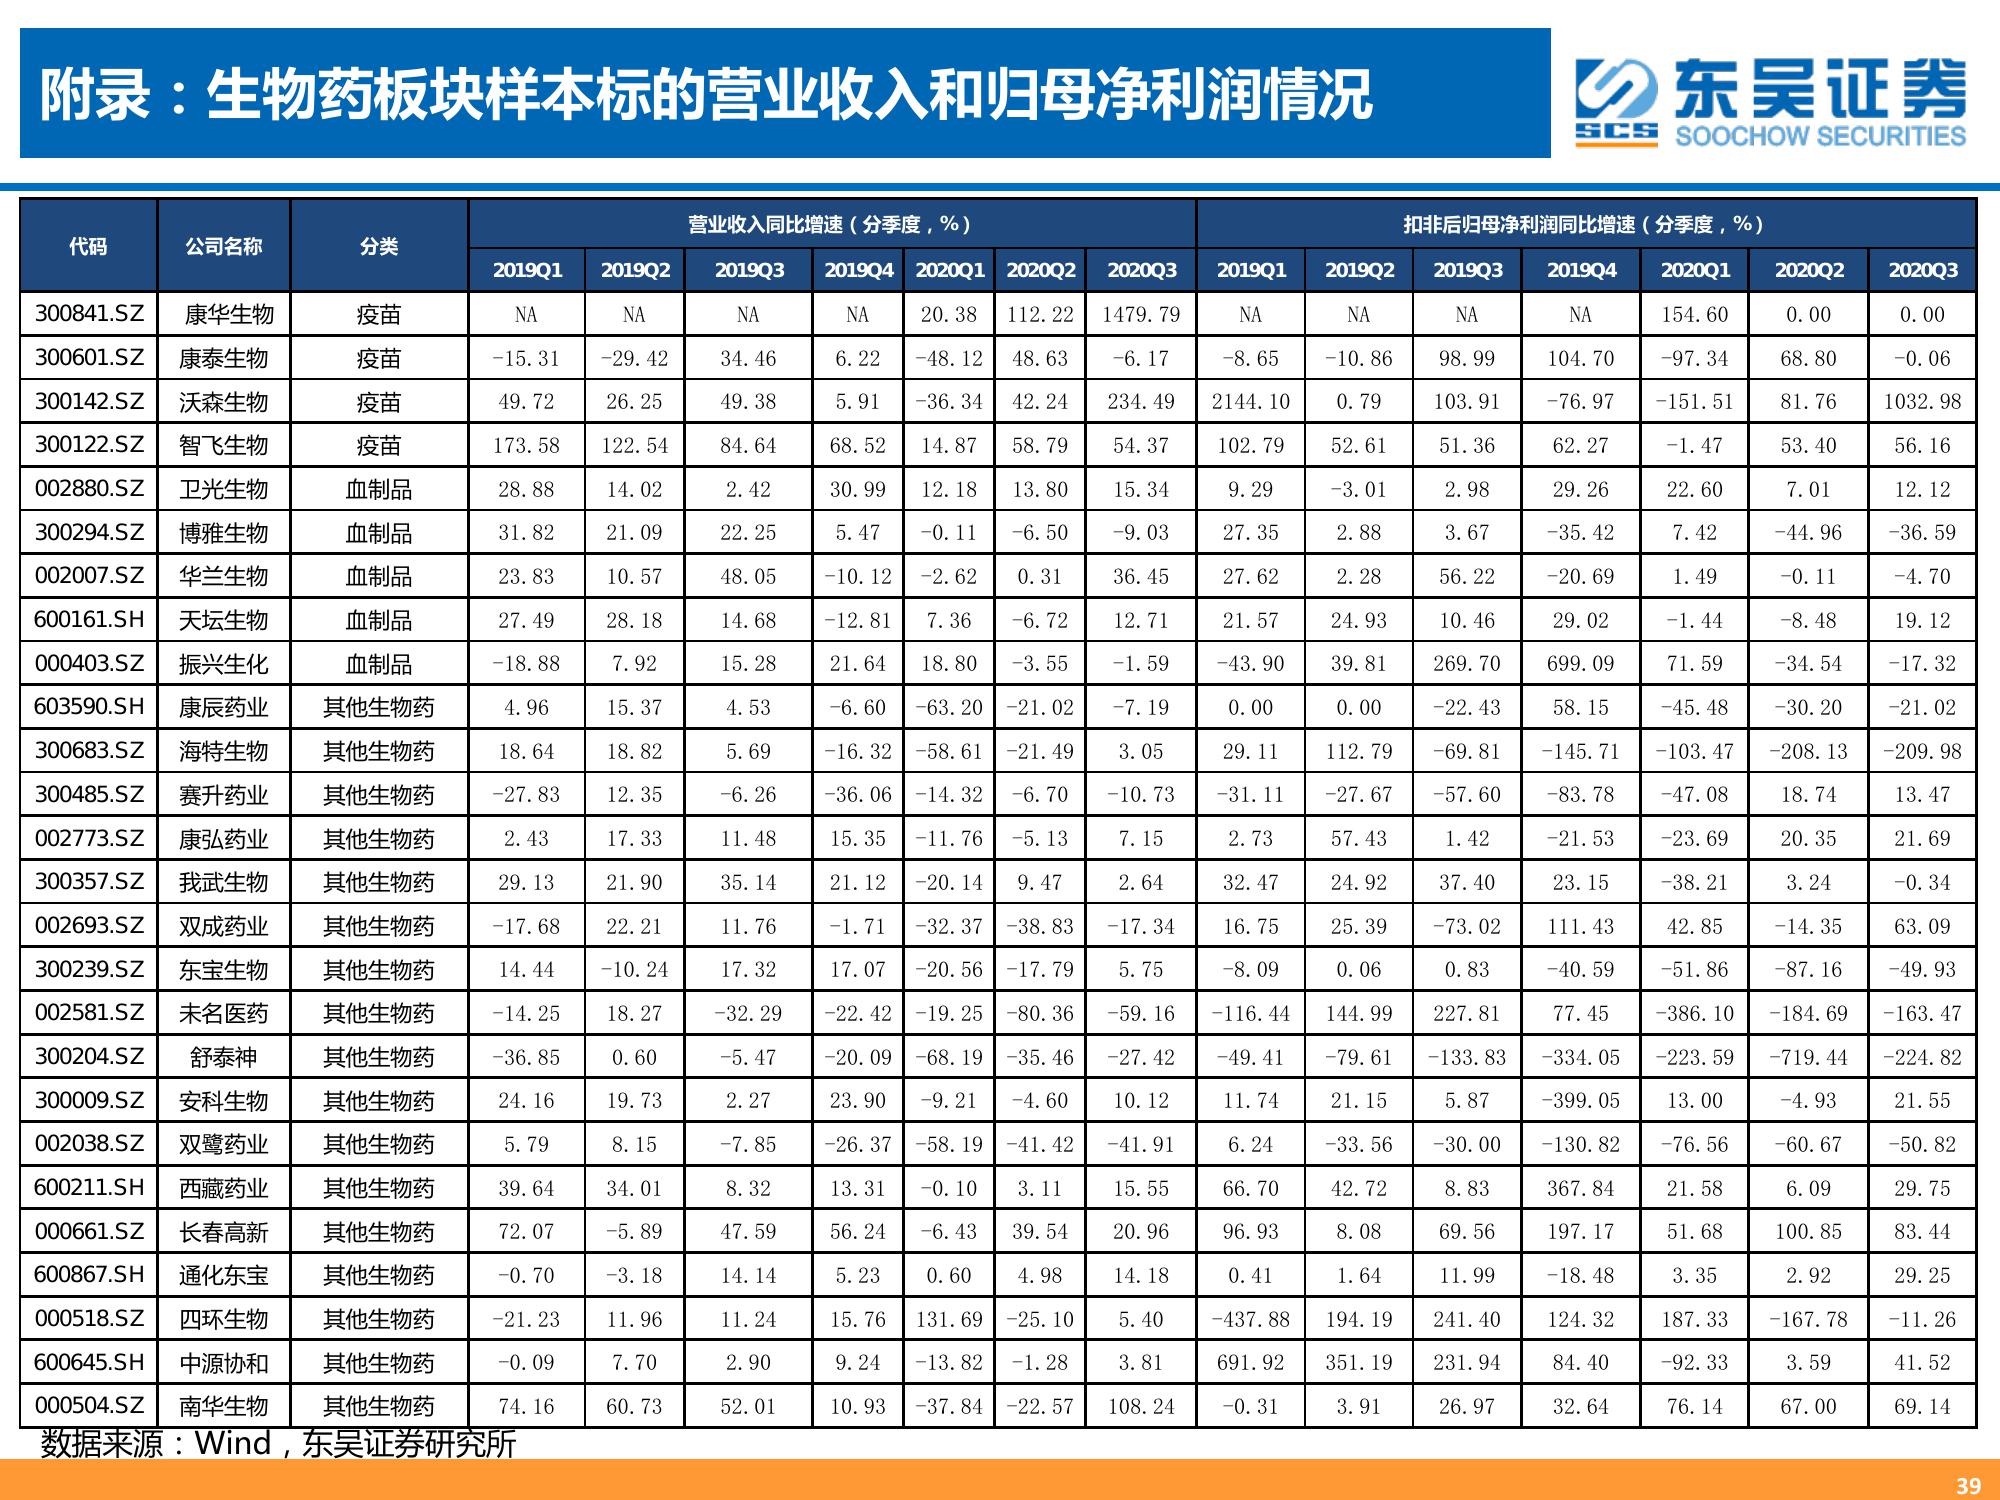 附录：生物药板块样本标的营业收入和归母净利润情况
东吴证券
SCS SOOCHOW SECURITIES
代码 公司名称 分类 营业收入同比增速（分季度，%） 扣非后归母净利润同比增速（分季度，%）
2019Q1 2019Q2 2019Q3 2019Q4 2020Q1 2020Q2 2020Q3 2019Q1 2019Q2 2019Q3 2019Q4 2020Q1 2020Q2 2020Q3
300841.SZ 康华生物 疫苗 NA NA NA NA 20.38 112.22 1479.79 NA NA NA NA 154.60 0.00 0.00
300601.SZ 康泰生物 疫苗 -15.31 -29.42 34.46 6.22 -48.12 48.63 -6.17 -8.65 -10.86 98.99 104.70 -97.34 68.80 -0.06
300142.SZ 沃森生物 疫苗 49.72 26.25 49.38 5.91 -36.34 42.24 234.49 2144.10 0.79 103.91 -76.97 -151.51 81.76 1032.98
300122.SZ 智飞生物 疫苗 173.58 122.54 84.64 68.52 14.87 58.79 54.37 102.79 52.61 51.36 62.27 -1.47 53.40 56.16
002880.SZ 卫光生物 血制品 28.88 14.02 2.42 30.99 12.18 13.80 15.34 9.29 -3.01 2.98 29.26 22.60 7.01 12.12
300294.SZ 博雅生物 血制品 31.82 21.09 22.25 5.47 -0.11 -6.50 -9.03 27.35 2.88 3.67 -35.42 7.42 -44.96 -36.59
002007.SZ 华兰生物 血制品 23.83 10.57 48.05 -10.12 -2.62 0.31 36.45 27.62 2.28 56.22 -20.69 1.49 -0.11 -4.70
600161.SH 天坛生物 血制品 27.49 28.18 14.68 -12.81 7.36 -6.72 12.71 21.57 24.93 10.46 29.02 -1.44 -8.48 19.12
000403.SZ 振兴生化 血制品 -18.88 7.92 15.28 21.64 18.80 -3.55 -1.59 -43.90 39.81 269.70 699.09 71.59 -34.54 -17.32
603590.SH 康辰药业 其他生物药 4.96 15.37 4.53 -6.60 -63.20 -21.02 -7.19 0.00 0.00 -22.43 58.15 -45.48 -30.20 -21.02
300683.SZ 海特生物 其他生物药 18.64 18.82 5.69 -16.32 -58.61 -21.49 3.05 29.11 112.79 -69.81 -145.71 -103.47 -208.13 -209.98
300485.SZ 赛升药业 其他生物药 -27.83 12.35 -6.26 -36.06 -14.32 -6.70 -10.73 -31.11 -27.67 -57.60 -83.78 -47.08 18.74 13.47
002773.SZ 康弘药业 其他生物药 2.43 17.33 11.48 15.35 -11.76 -5.13 7.15 2.73 57.43 1.42 -21.53 -23.69 20.35 21.69
300357.SZ 我武生物 其他生物药 29.13 21.90 35.14 21.12 -20.14 9.47 2.64 32.47 24.92 37.40 23.15 -38.21 3.24 -0.34
002693.SZ 双成药业 其他生物药 -17.68 22.21 11.76 -1.71 -32.37 -38.83 -17.34 16.75 25.39 -73.02 111.43 42.85 -14.35 63.09
300239.SZ 东宝生物 其他生物药 14.44 -10.24 17.32 17.07 -20.56 -17.79 5.75 -8.09 0.06 0.83 -40.59 -51.86 -87.16 -49.93
002581.SZ 未名医药 其他生物药 -14.25 18.27 -32.29 -22.42 -19.25 -80.36 -59.16 -116.44 144.99 227.81 77.45 -386.10 -184.69 -163.47
300204.SZ 舒泰神 其他生物药 -36.85 0.60 -5.47 -20.09 -68.19 -35.46 -27.42 -49.41 -79.61 -133.83 -334.05 -223.59 -719.44 -224.82
300009.SZ 安科生物 其他生物药 24.16 19.73 2.27 23.90 -9.21 -4.60 10.12 11.74 21.15 5.87 -399.05 13.00 -4.93 21.55
002038.SZ 双鹭药业 其他生物药 5.79 8.15 -7.85 -26.37 -58.19 -41.42 -41.91 6.24 -33.56 -30.00 -130.82 -76.56 -60.67 -50.82
600211.SH 西藏药业 其他生物药 39.64 34.01 8.32 13.31 -0.10 3.11 15.55 66.70 42.72 8.83 367.84 21.58 6.09 29.75
000661.SZ 长春高新 其他生物药 72.07 -5.89 47.59 56.24 -6.43 39.54 20.96 96.93 8.08 69.56 197.17 51.68 100.85 83.44
600867.SH 通化东宝 其他生物药 -0.70 -3.18 14.14 5.23 0.60 4.98 14.18 0.41 1.64 11.99 -18.48 3.35 2.92 29.25
000518.SZ 四环生物 其他生物药 -21.23 11.96 11.24 15.76 131.69 -25.10 5.40 -437.88 194.19 241.40 124.32 187.33 -167.78 -11.26
600645.SH 中源协和 其他生物药 -0.09 7.70 2.90 9.24 -13.82 -1.28 3.81 691.92 351.19 231.94 84.40 -92.33 3.59 41.52
000504.SZ 南华生物 其他生物药 74.16 60.73 52.01 10.93 -37.84 -22.57 108.24 -0.31 3.91 26.97 32.64 76.14 67.00 69.14
数据来源：Wind，东吴证券研究所
39